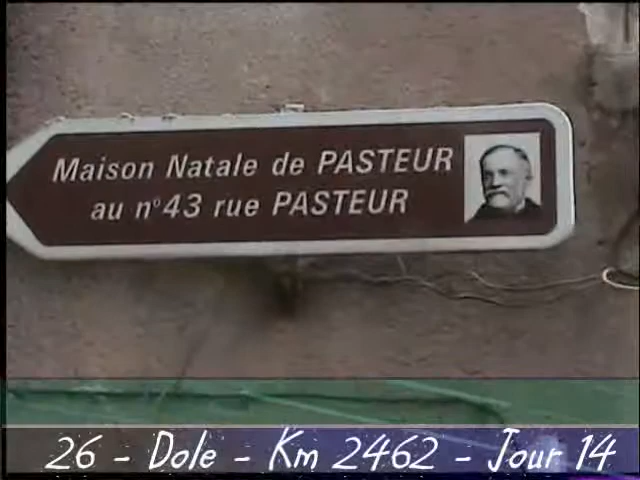 Maison Natale de PASTEUR
au n°43 rue PASTEUR
26 - Dole - Km 2462 - Jour 14